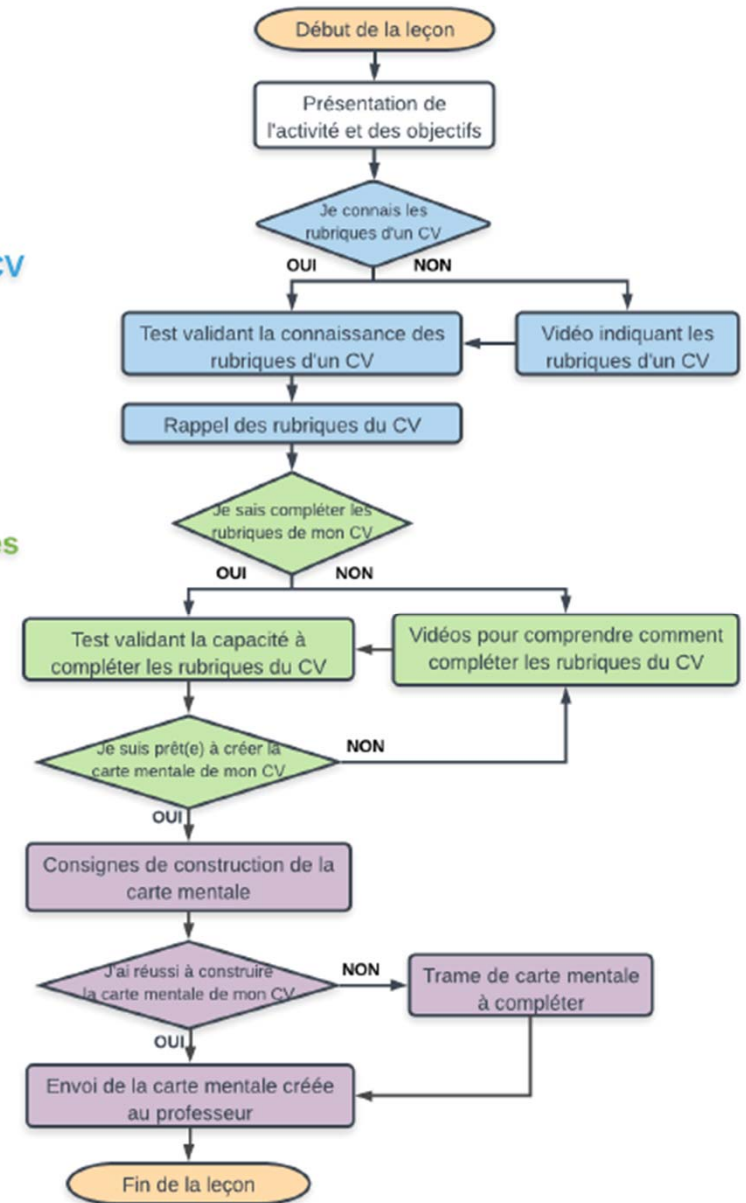 Début de la leçon
Présentation de
l'activité et des objectifs
Je connais les
rubriques d'un CV
CV
OUI NON
Test validant la connaissance des
rubriques d'un CV
Vidéo indiquant les
rubriques d'un CV
Rappel des rubriques du CV
Je sais compléter les
rubriques de mon CV
OUI NON
Test validant la capacité à
compléter les rubriques du CV
Vidéos pour comprendre comment
compléter les rubriques du CV
Je suis prêt(e) à créer la
carte mentale de mon CV
NON
OUI
Consignes de construction de la
carte mentale
J'ai réussi à construire
la carte mentale de mon CV
NON
Trame de carte mentale
à compléter
OUI
Envoi de la carte mentale créée
au professeur
Fin de la leçon